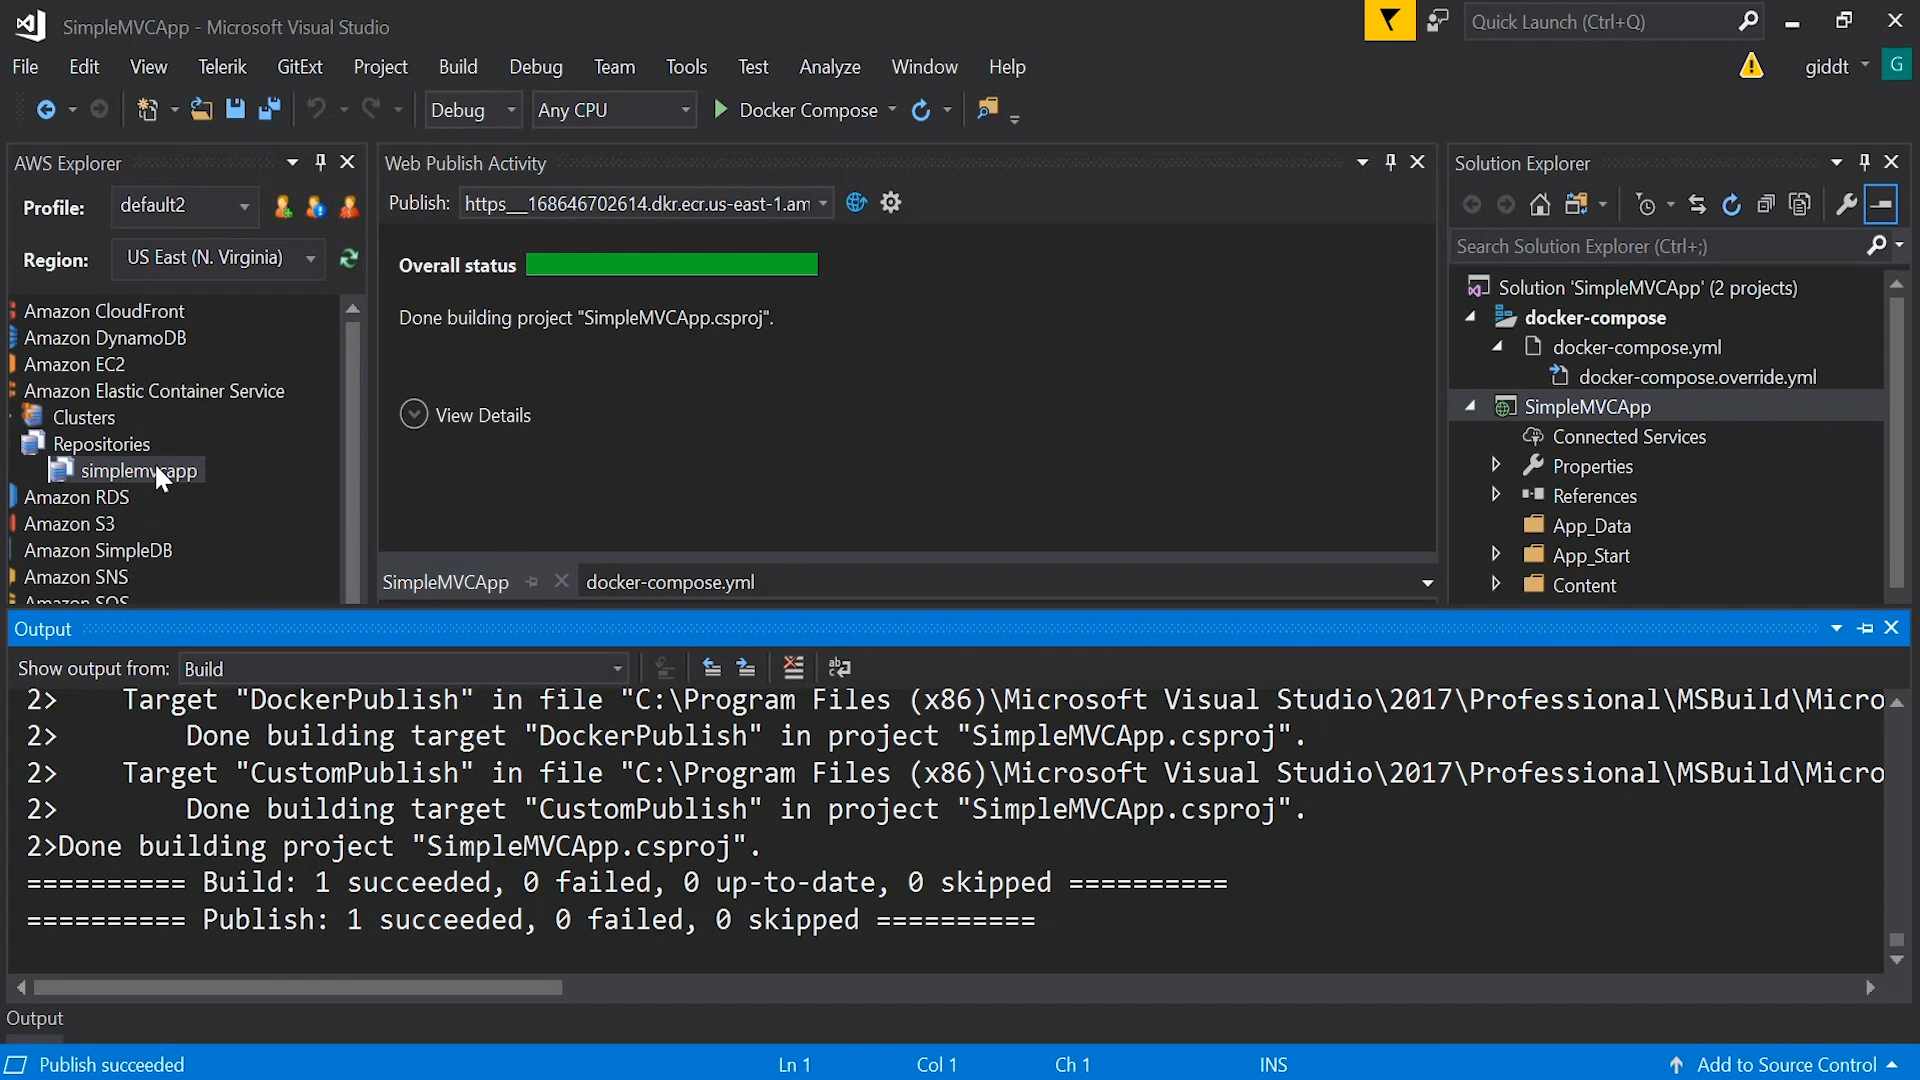 SimpleMVCApp - Microsoft Visual Studio
Quick Launch (Ctrl+Q)
File Edit View Telerik GitExt Project Build Debug Team Tools Test Analyze Window Help
giddt G
Debug Any CPU Docker Compose
AWS Explorer
Profile: default2
Region: US East (N. Virginia)
Amazon CloudFront
Amazon DynamoDB
Amazon EC2
Amazon Elastic Container Service
Clusters
Repositories
simplemvcapp
Amazon RDS
Amazon S3
Amazon SimpleDB
Amazon SNS
Amazon SQS
Web Publish Activity
Publish: https__168646702614.dkr.ecr.us-east-1.am
Overall status
Done building project "SimpleMVCApp.csproj".
View Details
SimpleMVCApp docker-compose.yml
Solution Explorer
Search Solution Explorer (Ctrl+;)
Solution 'SimpleMVCApp' (2 projects)
docker-compose
docker-compose.yml
docker-compose.override.yml
SimpleMVCApp
Connected Services
Properties
References
App_Data
App_Start
Content
Output
Show output from: Build
2> Target "DockerPublish" in file "C:\Program Files (x86)\Microsoft Visual Studio\2017\Professional\MSBuild\Micro
2> Done building target "DockerPublish" in project "SimpleMVCApp.csproj".
2> Target "CustomPublish" in file "C:\Program Files (x86)\Microsoft Visual Studio\2017\Professional\MSBuild\Micro
2> Done building target "CustomPublish" in project "SimpleMVCApp.csproj".
2>Done building project "SimpleMVCApp.csproj".
========== Build: 1 succeeded, 0 failed, 0 up-to-date, 0 skipped ==========
========== Publish: 1 succeeded, 0 failed, 0 skipped ==========
Output
Publish succeeded Ln 1 Col 1 Ch 1 INS Add to Source Control